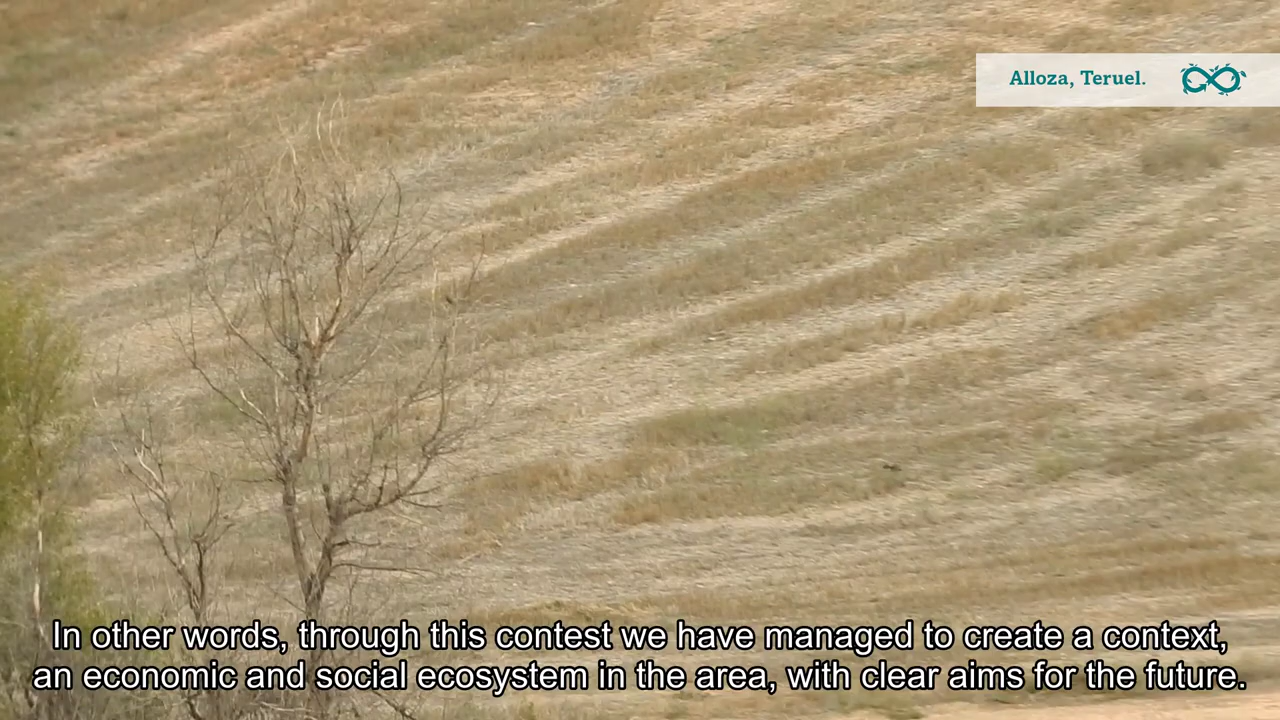 Alloza, Teruel.
In other words, through this contest we have managed to create a context,
an economic and social ecosystem in the area, with clear aims for the future.